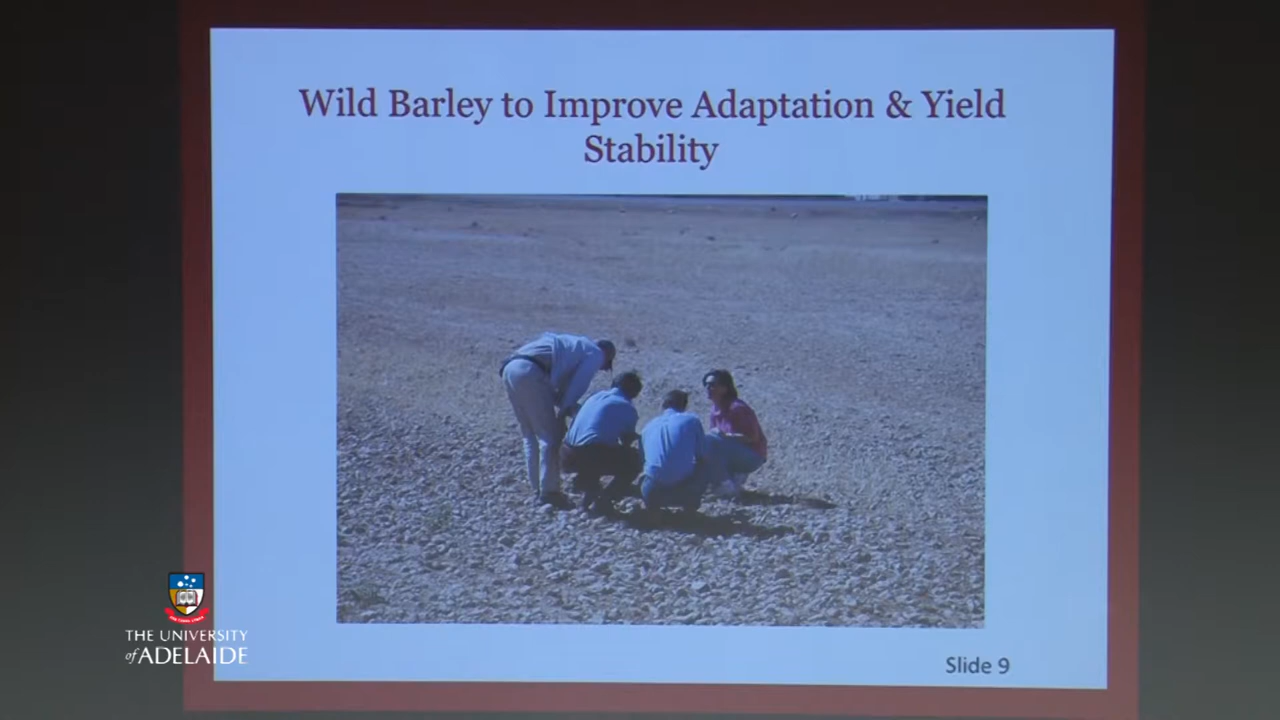 Wild Barley to Improve Adaptation & Yield
Stability
THE UNIVERSITY
of ADELAIDE
Slide 9